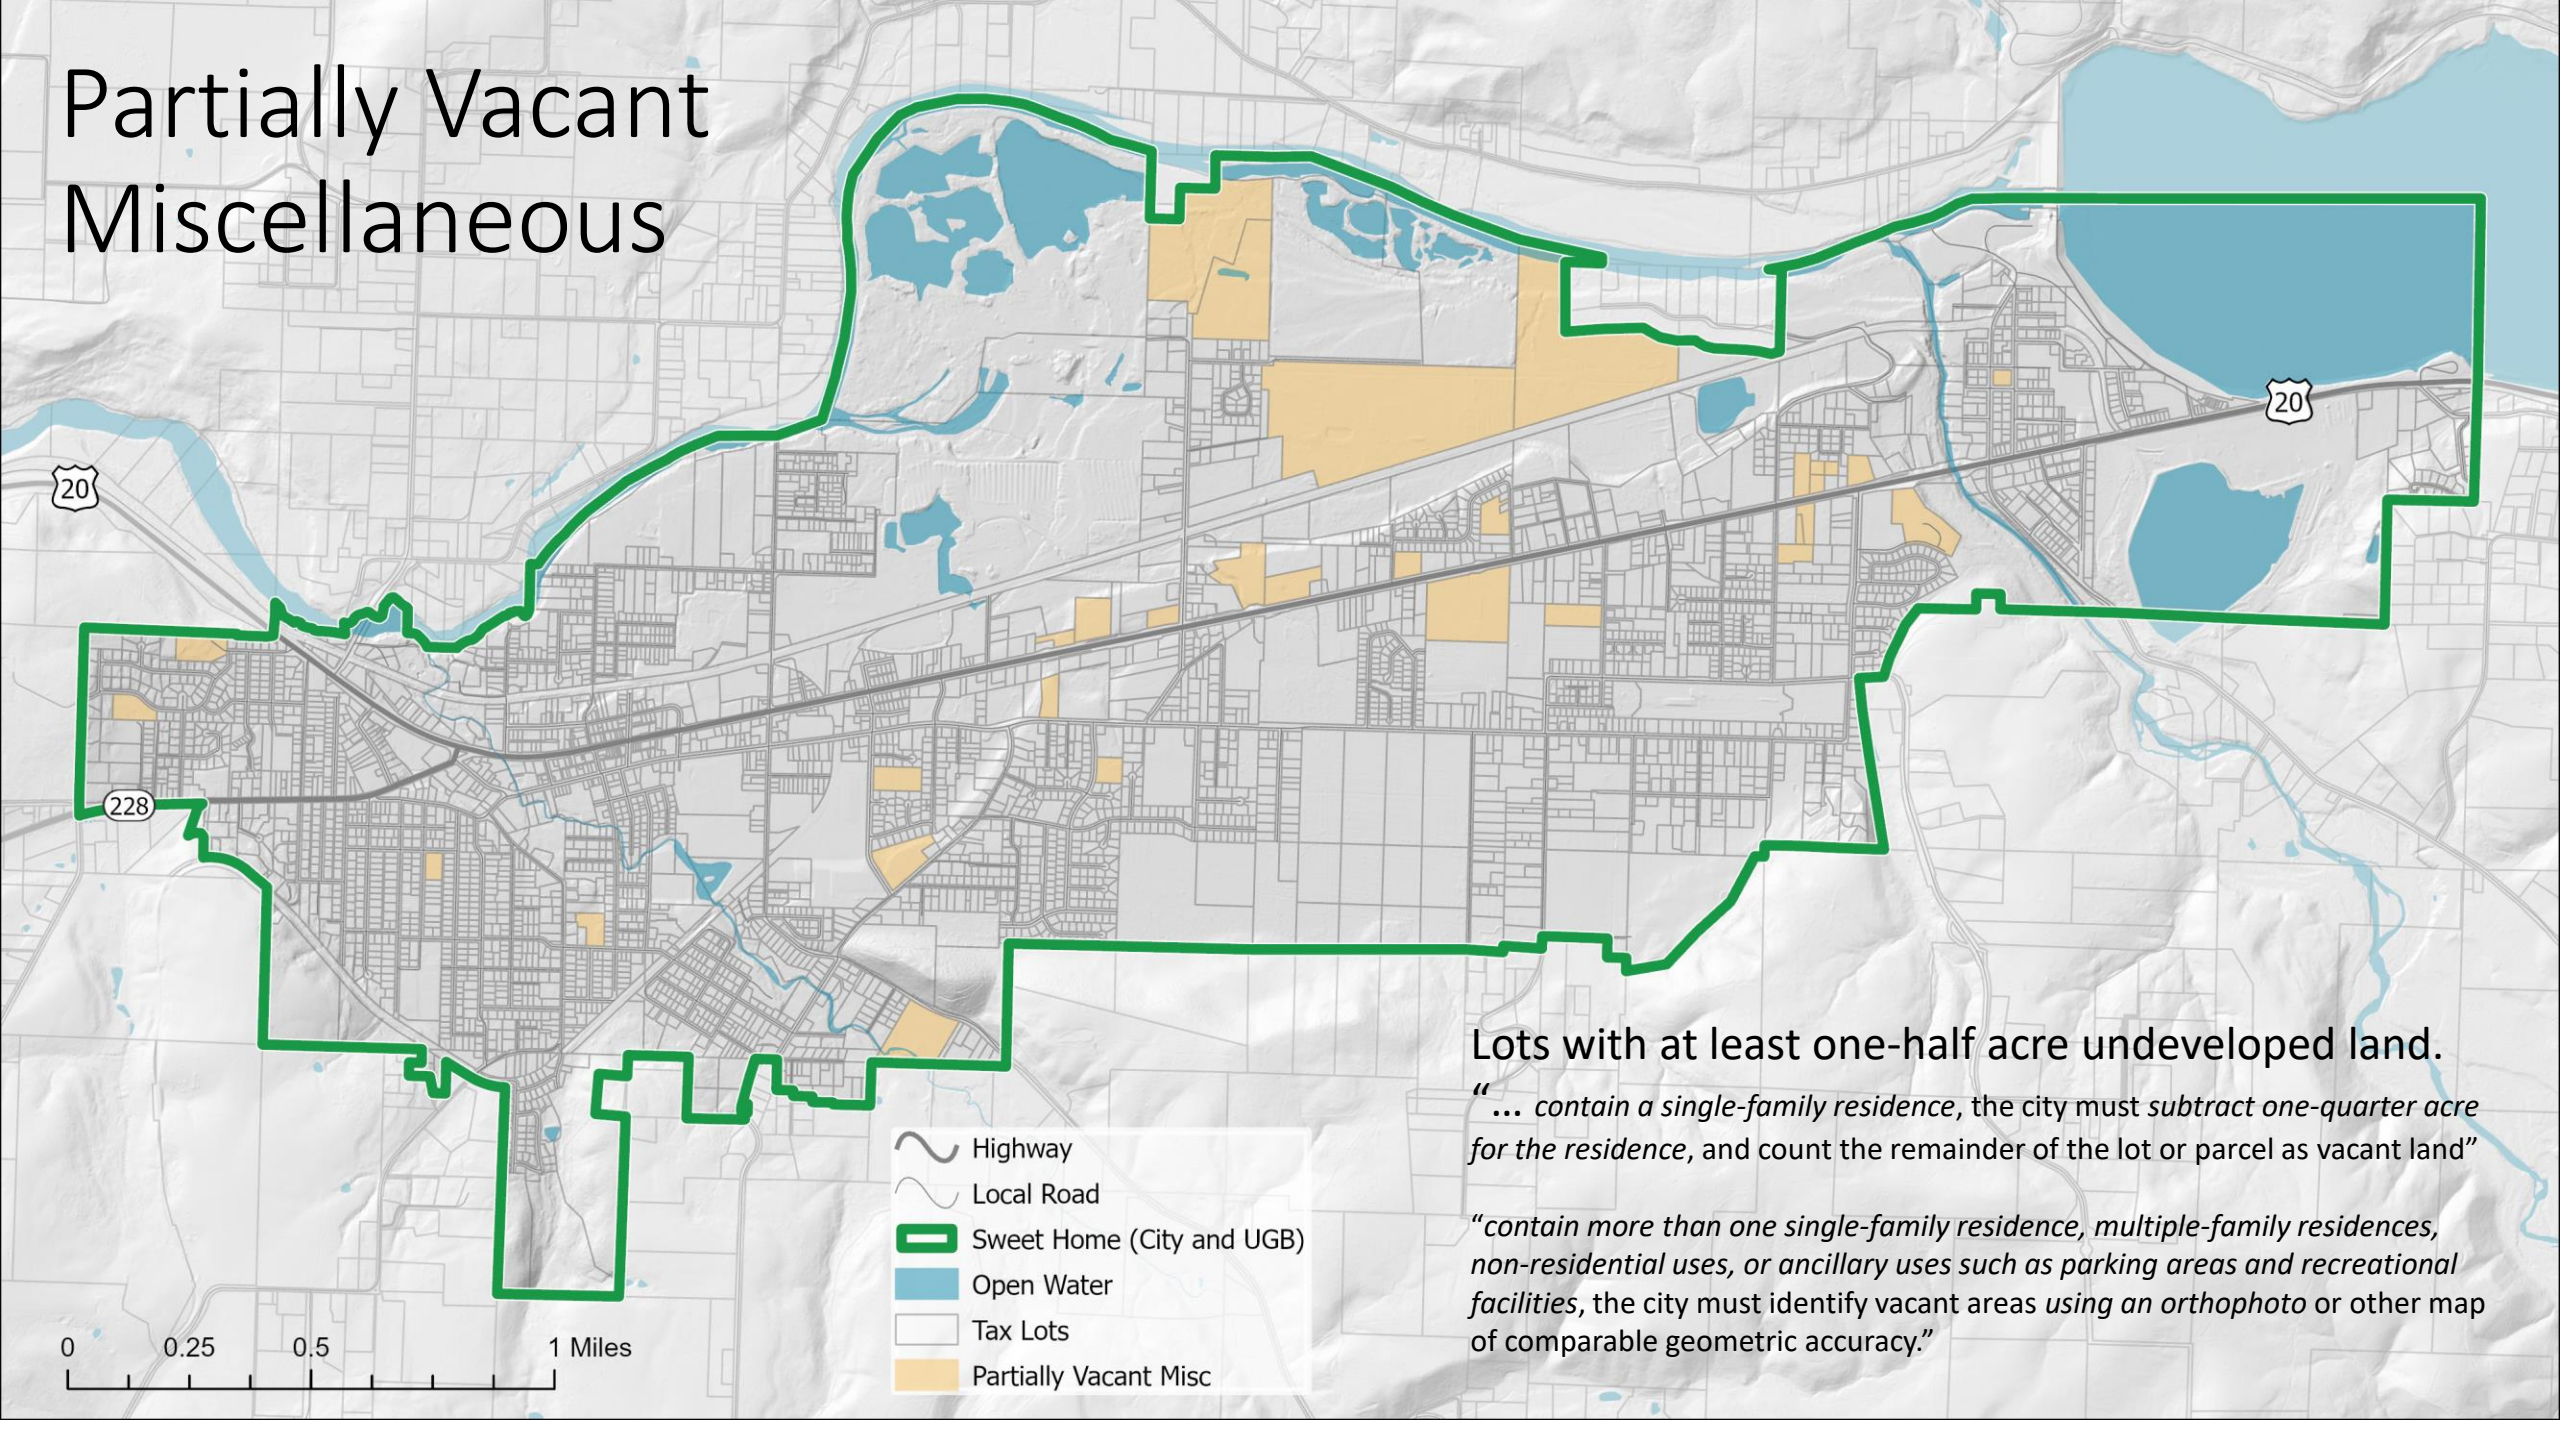 Partially Vacant
Miscellaneous
20
20
228
Lots with at least one-half acre undeveloped land.
“... contain a single-family residence, the city must subtract one-quarter acre
for the residence, and count the remainder of the lot or parcel as vacant land”
“contain more than one single-family residence, multiple-family residences,
non-residential uses, or ancillary uses such as parking areas and recreational
facilities, the city must identify vacant areas using an orthophoto or other map
of comparable geometric accuracy.”
Highway
Local Road
Sweet Home (City and UGB)
Open Water
Tax Lots
Partially Vacant Misc
0 0.25 0.5 1 Miles